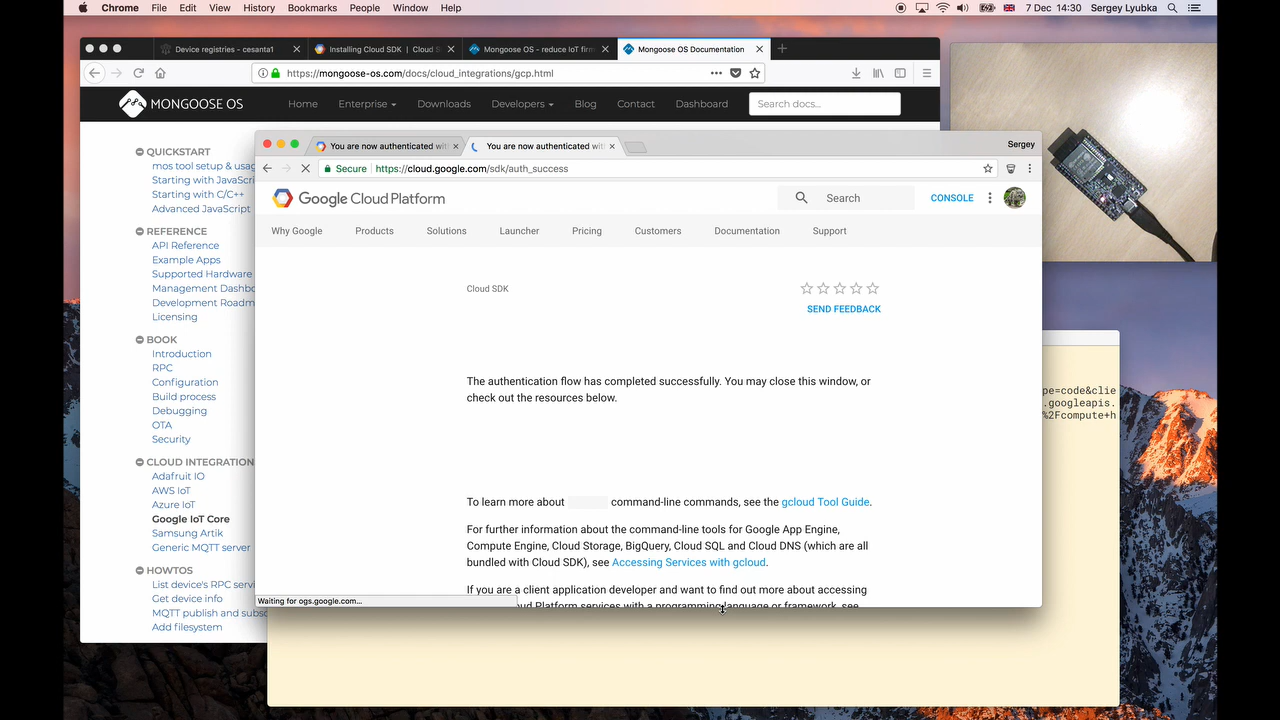 Chrome File Edit View History Bookmarks People Window Help 7 Dec 14:30 Sergey Lyubka
Device registries - cesanta1 Installing Cloud SDK | Cloud S Mongoose OS - reduce IoT firm Mongoose OS Documentation
https://mongoose-os.com/docs/cloud_integrations/gcp.html
MONGOOSE OS Home Enterprise Downloads Developers Blog Contact Dashboard Search docs...
QUICKSTART
mos tool setup & usag
Starting with JavaScri
Starting with C/C++
Advanced JavaScript
REFERENCE
API Reference
Example Apps
Supported Hardware
Management Dashbo
Development Roadm
Licensing
BOOK
Introduction
RPC
Configuration
Build process
Debugging
OTA
Security
CLOUD INTEGRATION
Adafruit IO
AWS IoT
Azure IoT
Google IoT Core
Samsung Artik
Generic MQTT server
HOWTOS
List device's RPC servi
Get device info
MQTT publish and subsc
Add filesystem
You are now authenticated wit You are now authenticated wit Sergey
Secure https://cloud.google.com/sdk/auth_success
Google Cloud Platform Search CONSOLE
Why Google Products Solutions Launcher Pricing Customers Documentation Support
Cloud SDK
SEND FEEDBACK
The authentication flow has completed successfully. You may close this window, or
check out the resources below.
To learn more about command-line commands, see the gcloud Tool Guide.
For further information about the command-line tools for Google App Engine,
Compute Engine, Cloud Storage, BigQuery, Cloud SQL and Cloud DNS (which are all
bundled with Cloud SDK), see Accessing Services with gcloud.
If you are a client application developer and want to find out more about accessing
ud Platform services with a programming language or framework, see
Waiting for ogs.google.com...
pe=code&clie
.googleapis.
%2Fcompute+h